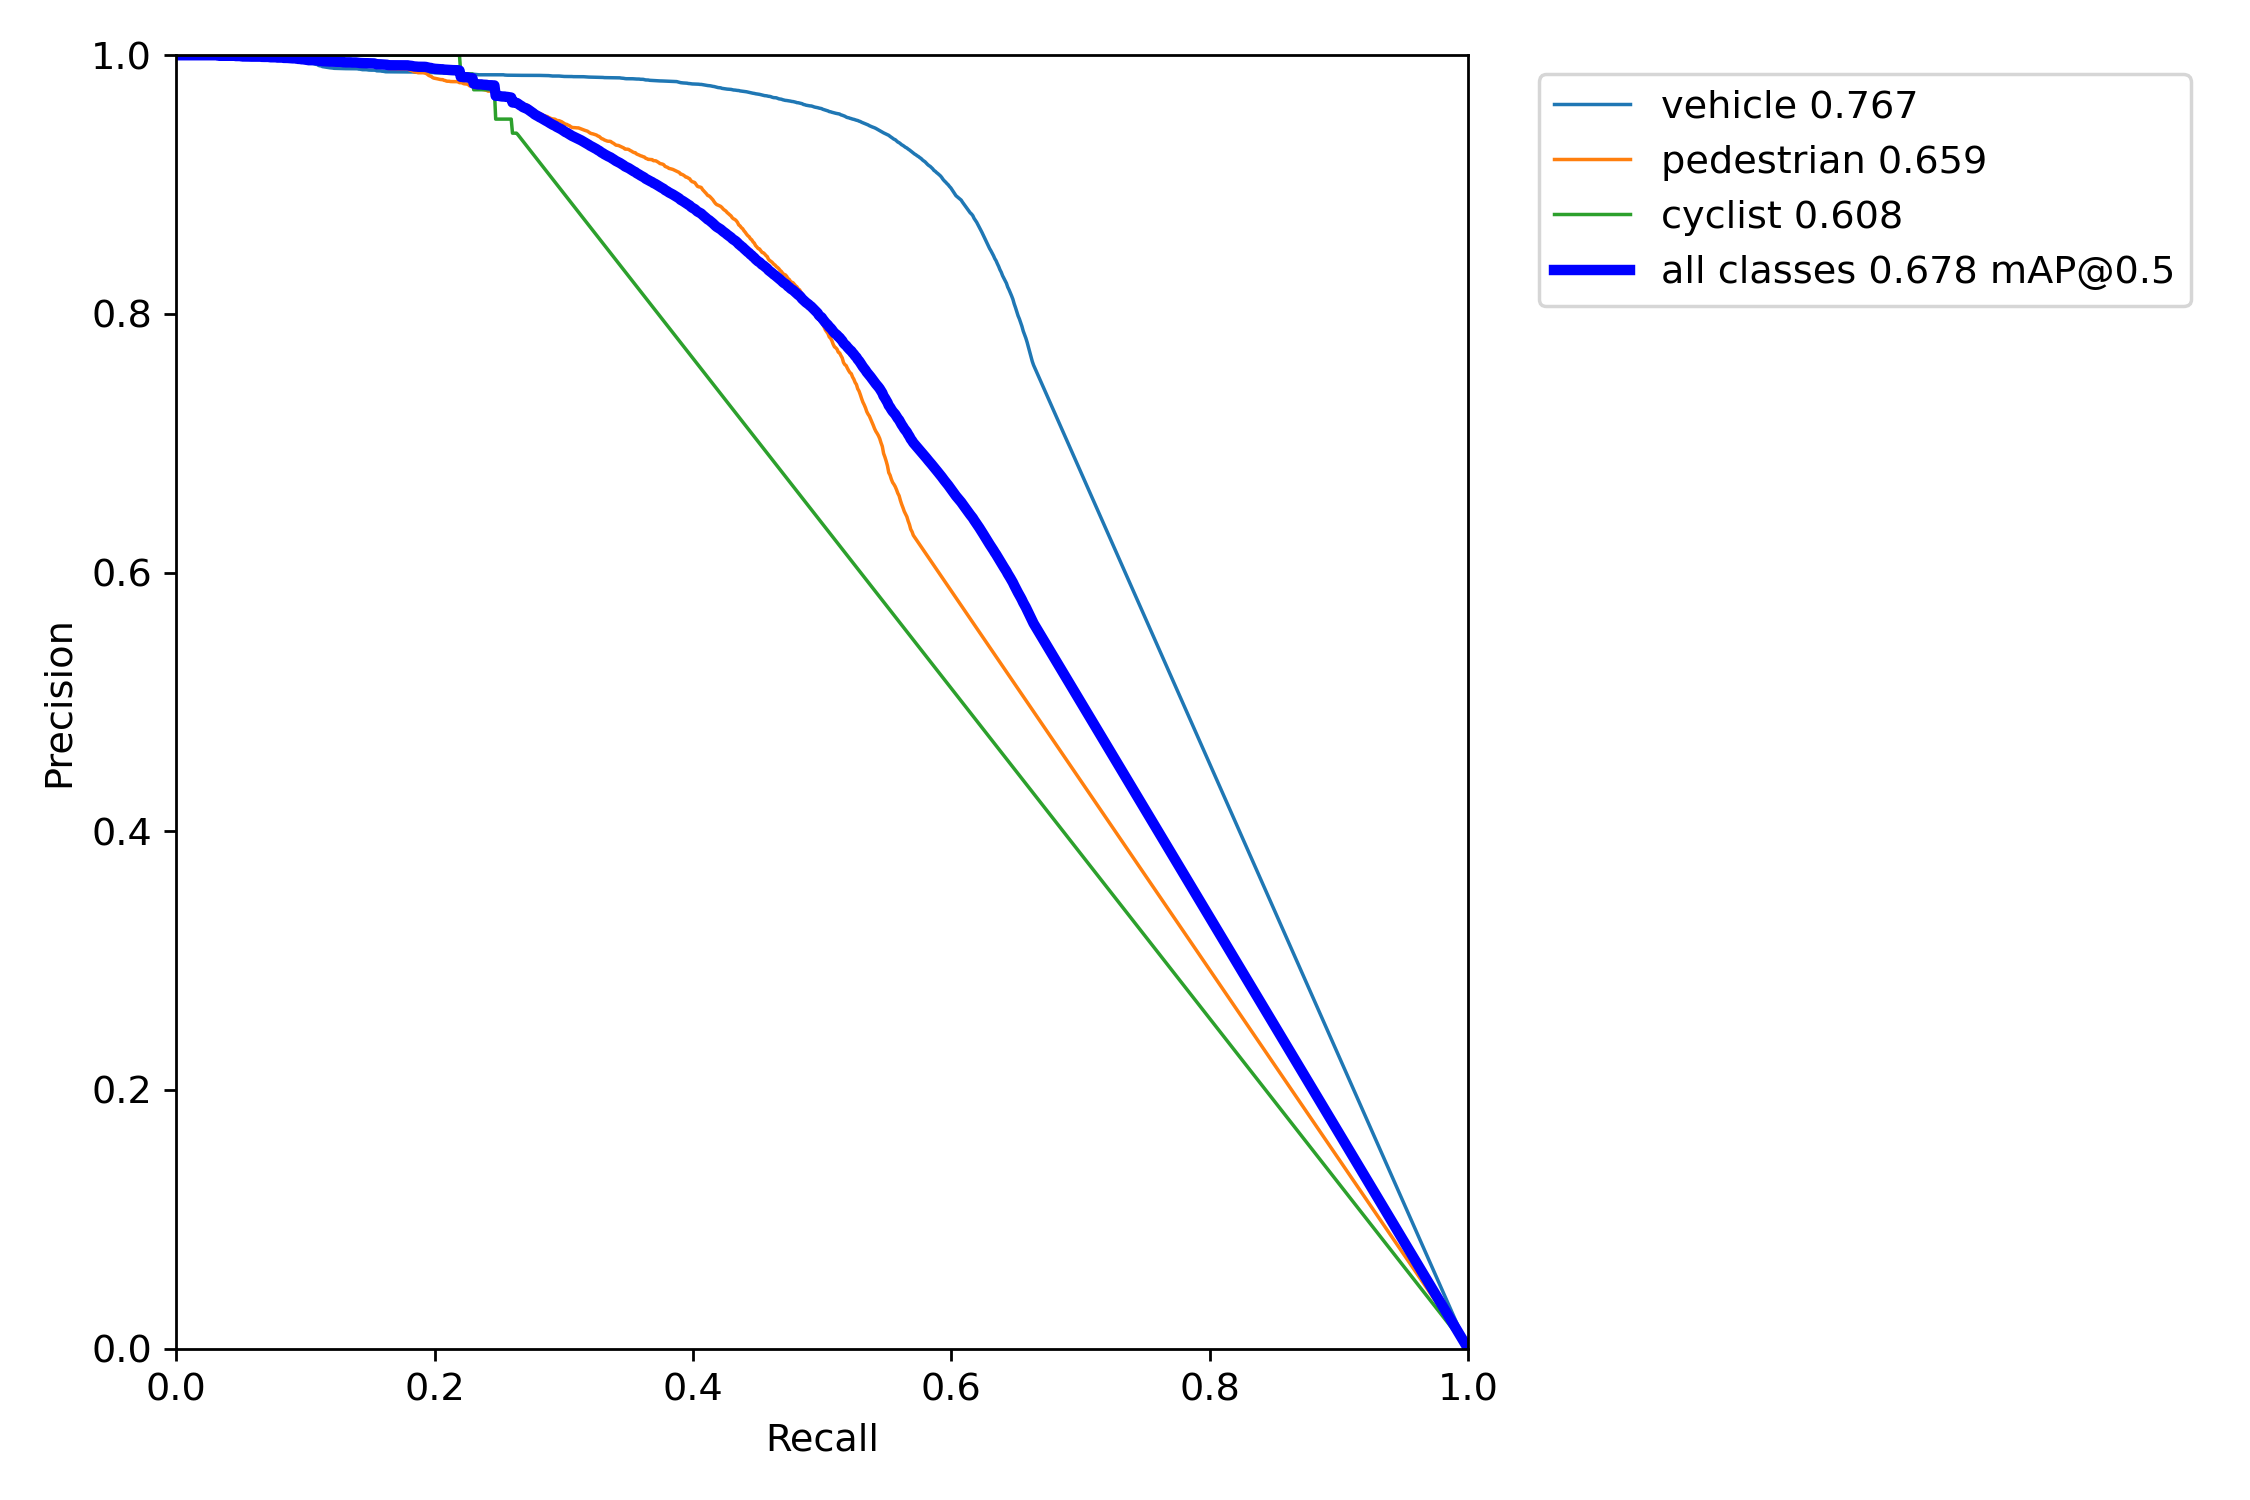 1.0
0.8
0.6
0.4
0.2
0.0
0.0 0.2 0.4 0.6 0.8 1.0
Precision
Recall
vehicle 0.767
pedestrian 0.659
cyclist 0.608
all classes 0.678 mAP@0.5